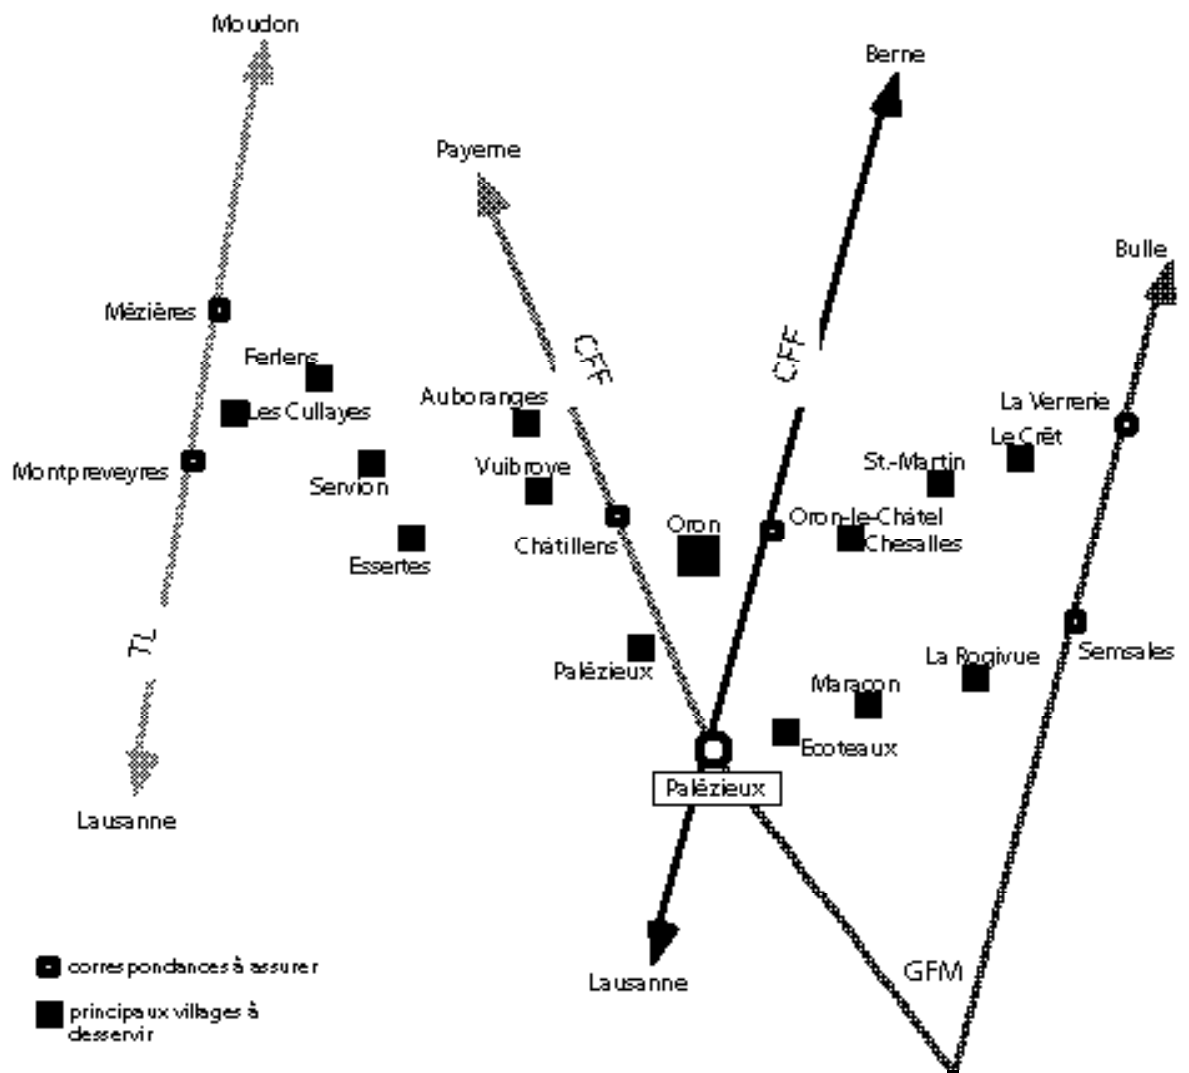 Moudon
Berne
Payerne
Bulle
Mézières
CFF
CFF
Ferlens
Auboranges
La Verrerie
Les Cullayes
Le Crêt
Montpreveyres
Vuibroye
St.-Martin
Servion
Oron
Oron-le-Châtel
Châtillens
Chesalles
Essertes
TL
Palézieux
La Rogivue
Semsales
Maracon
Ecoteaux
Palézieux
Lausanne
GFM
Lausanne
correspondances à assurer
principaux villages à
desservir